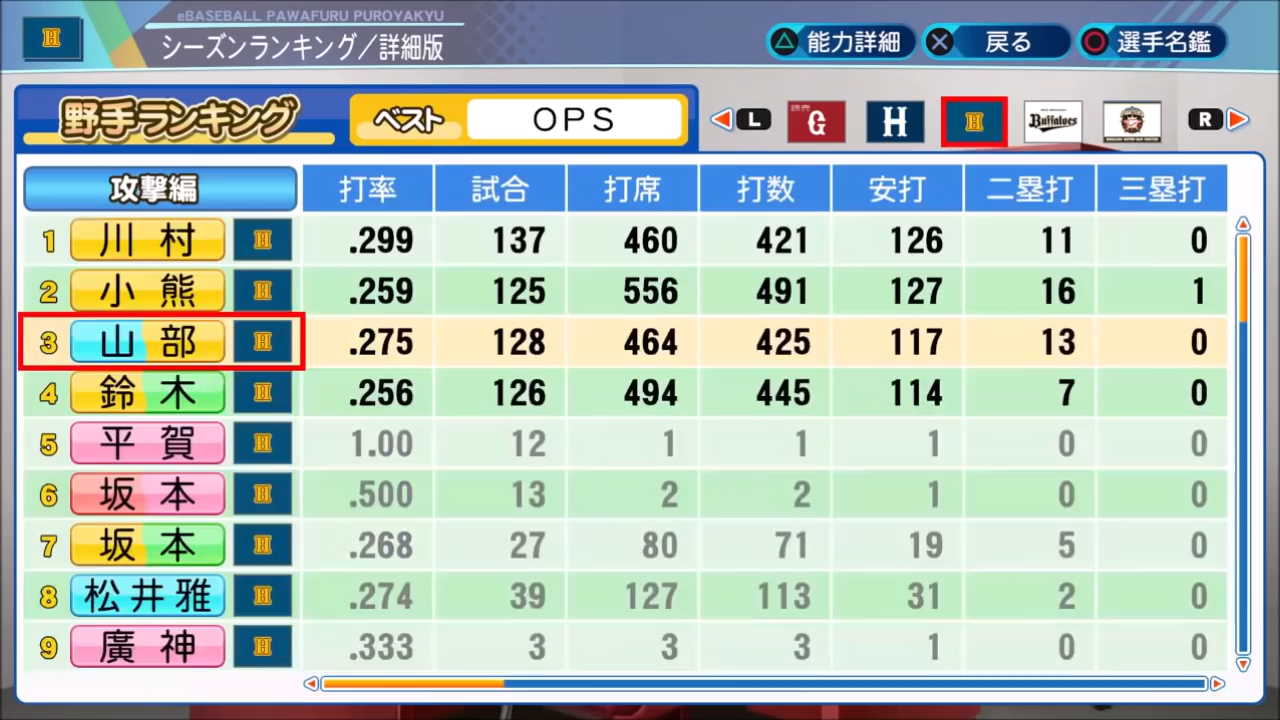 H
eBASEBALL PAWAFURU PUROYAKYU
シーズンランキング/詳細版
能力詳細 戻る 選手名鑑
野手ランキング ベスト OPS L 読売 G H H Buffaloes R
攻撃編 打率 試合 打席 打数 安打 二塁打 三塁打
1 川村 H .299 137 460 421 126 11 0
2 小熊 H .259 125 556 491 127 16 1
3 山部 H .275 128 464 425 117 13 0
4 鈴木 H .256 126 494 445 114 7 0
5 平賀 H 1.00 12 1 1 1 0 0
6 坂本 H .500 13 2 2 1 0 0
7 坂本 H .268 27 80 71 19 5 0
8 松井雅 H .274 39 127 113 31 2 0
9 廣神 H .333 3 3 3 1 0 0